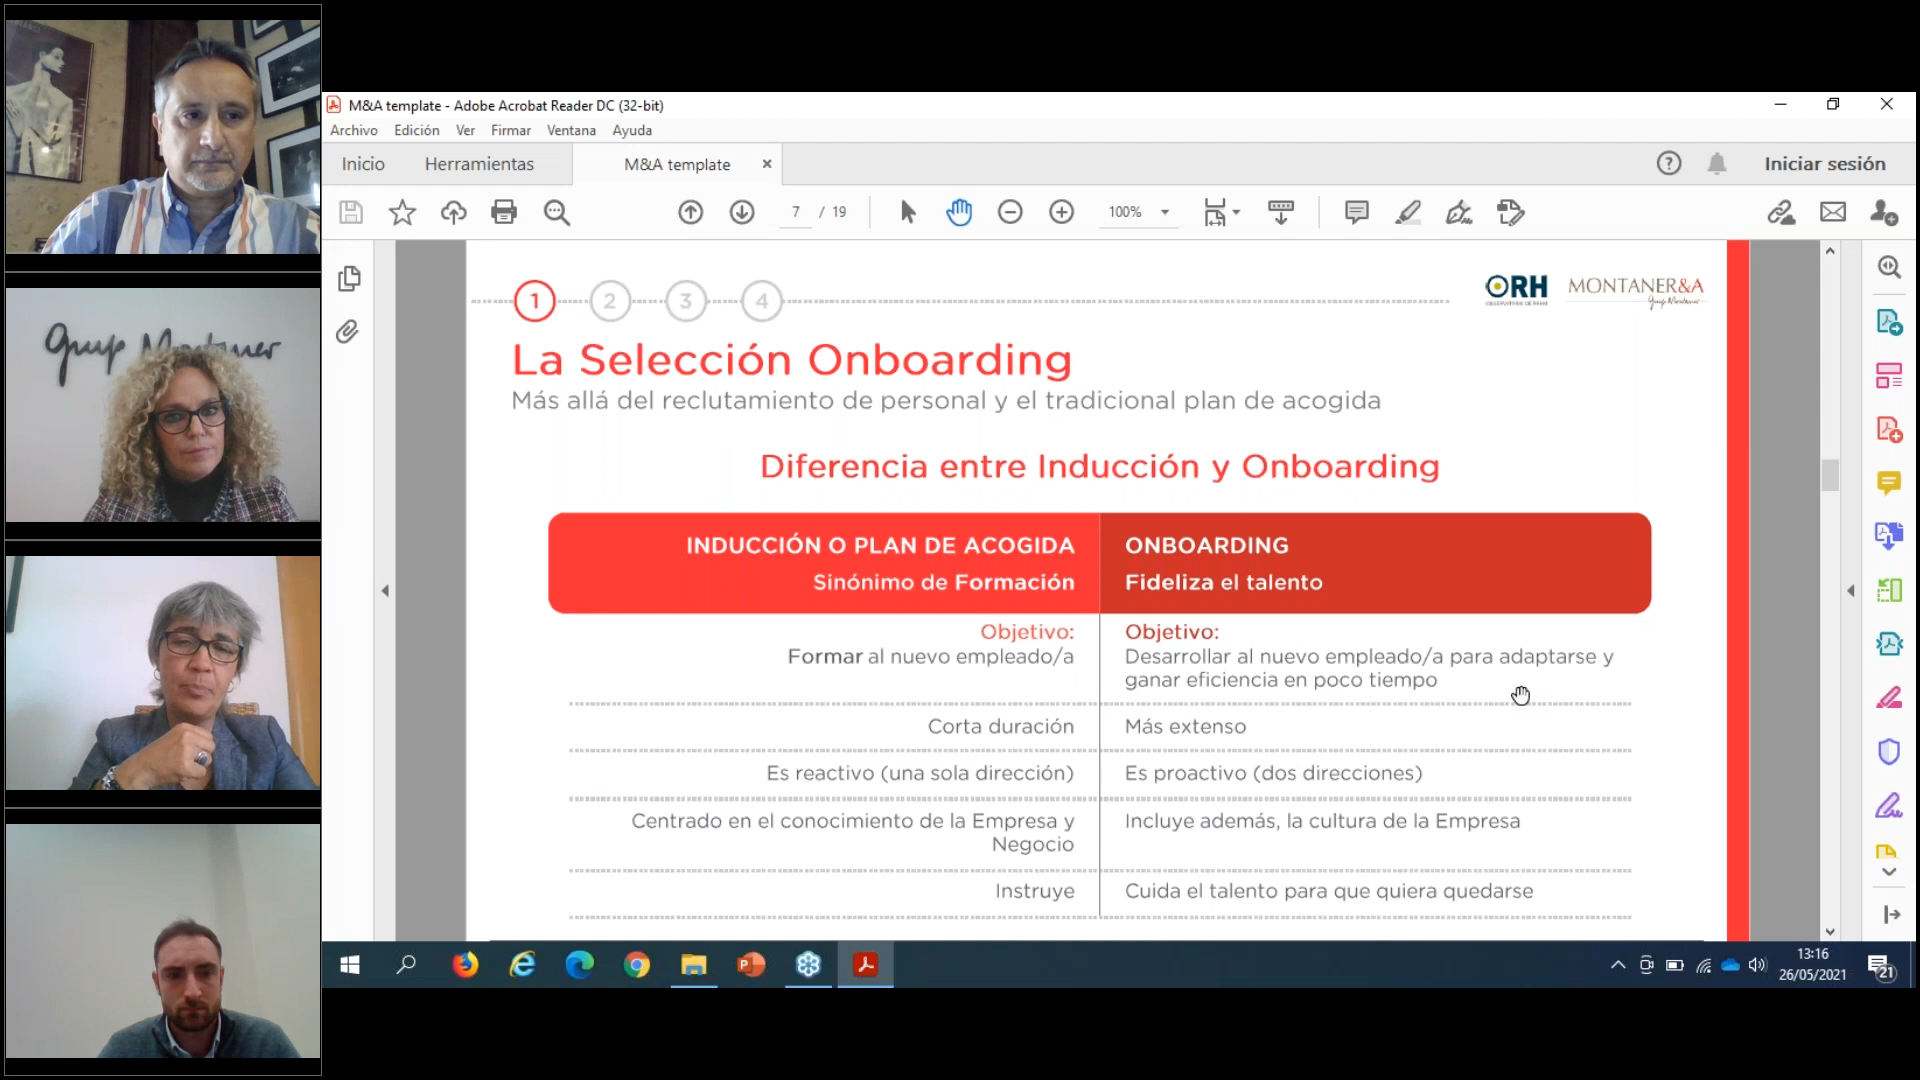 Grup Montaner
M&A template - Adobe Acrobat Reader DC (32-bit)
Archivo Edición Ver Firmar Ventana Ayuda
Inicio Herramientas M&A template Iniciar sesión
7 / 19 100%
1 2 3 4
ORH MONTANER&A
Grup Montaner
La Selección Onboarding
Más allá del reclutamiento de personal y el tradicional plan de acogida
Diferencia entre Inducción y Onboarding
INDUCCIÓN O PLAN DE ACOGIDA
Sinónimo de Formación
ONBOARDING
Fideliza el talento
Objetivo:
Formar al nuevo empleado/a
Objetivo:
Desarrollar al nuevo empleado/a para adaptarse y
ganar eficiencia en poco tiempo
Corta duración
Más extenso
Es reactivo (una sola dirección)
Es proactivo (dos direcciones)
Centrado en el conocimiento de la Empresa y
Negocio
Incluye además, la cultura de la Empresa
Instruye
Cuida el talento para que quiera quedarse
13:16
26/05/2021
21